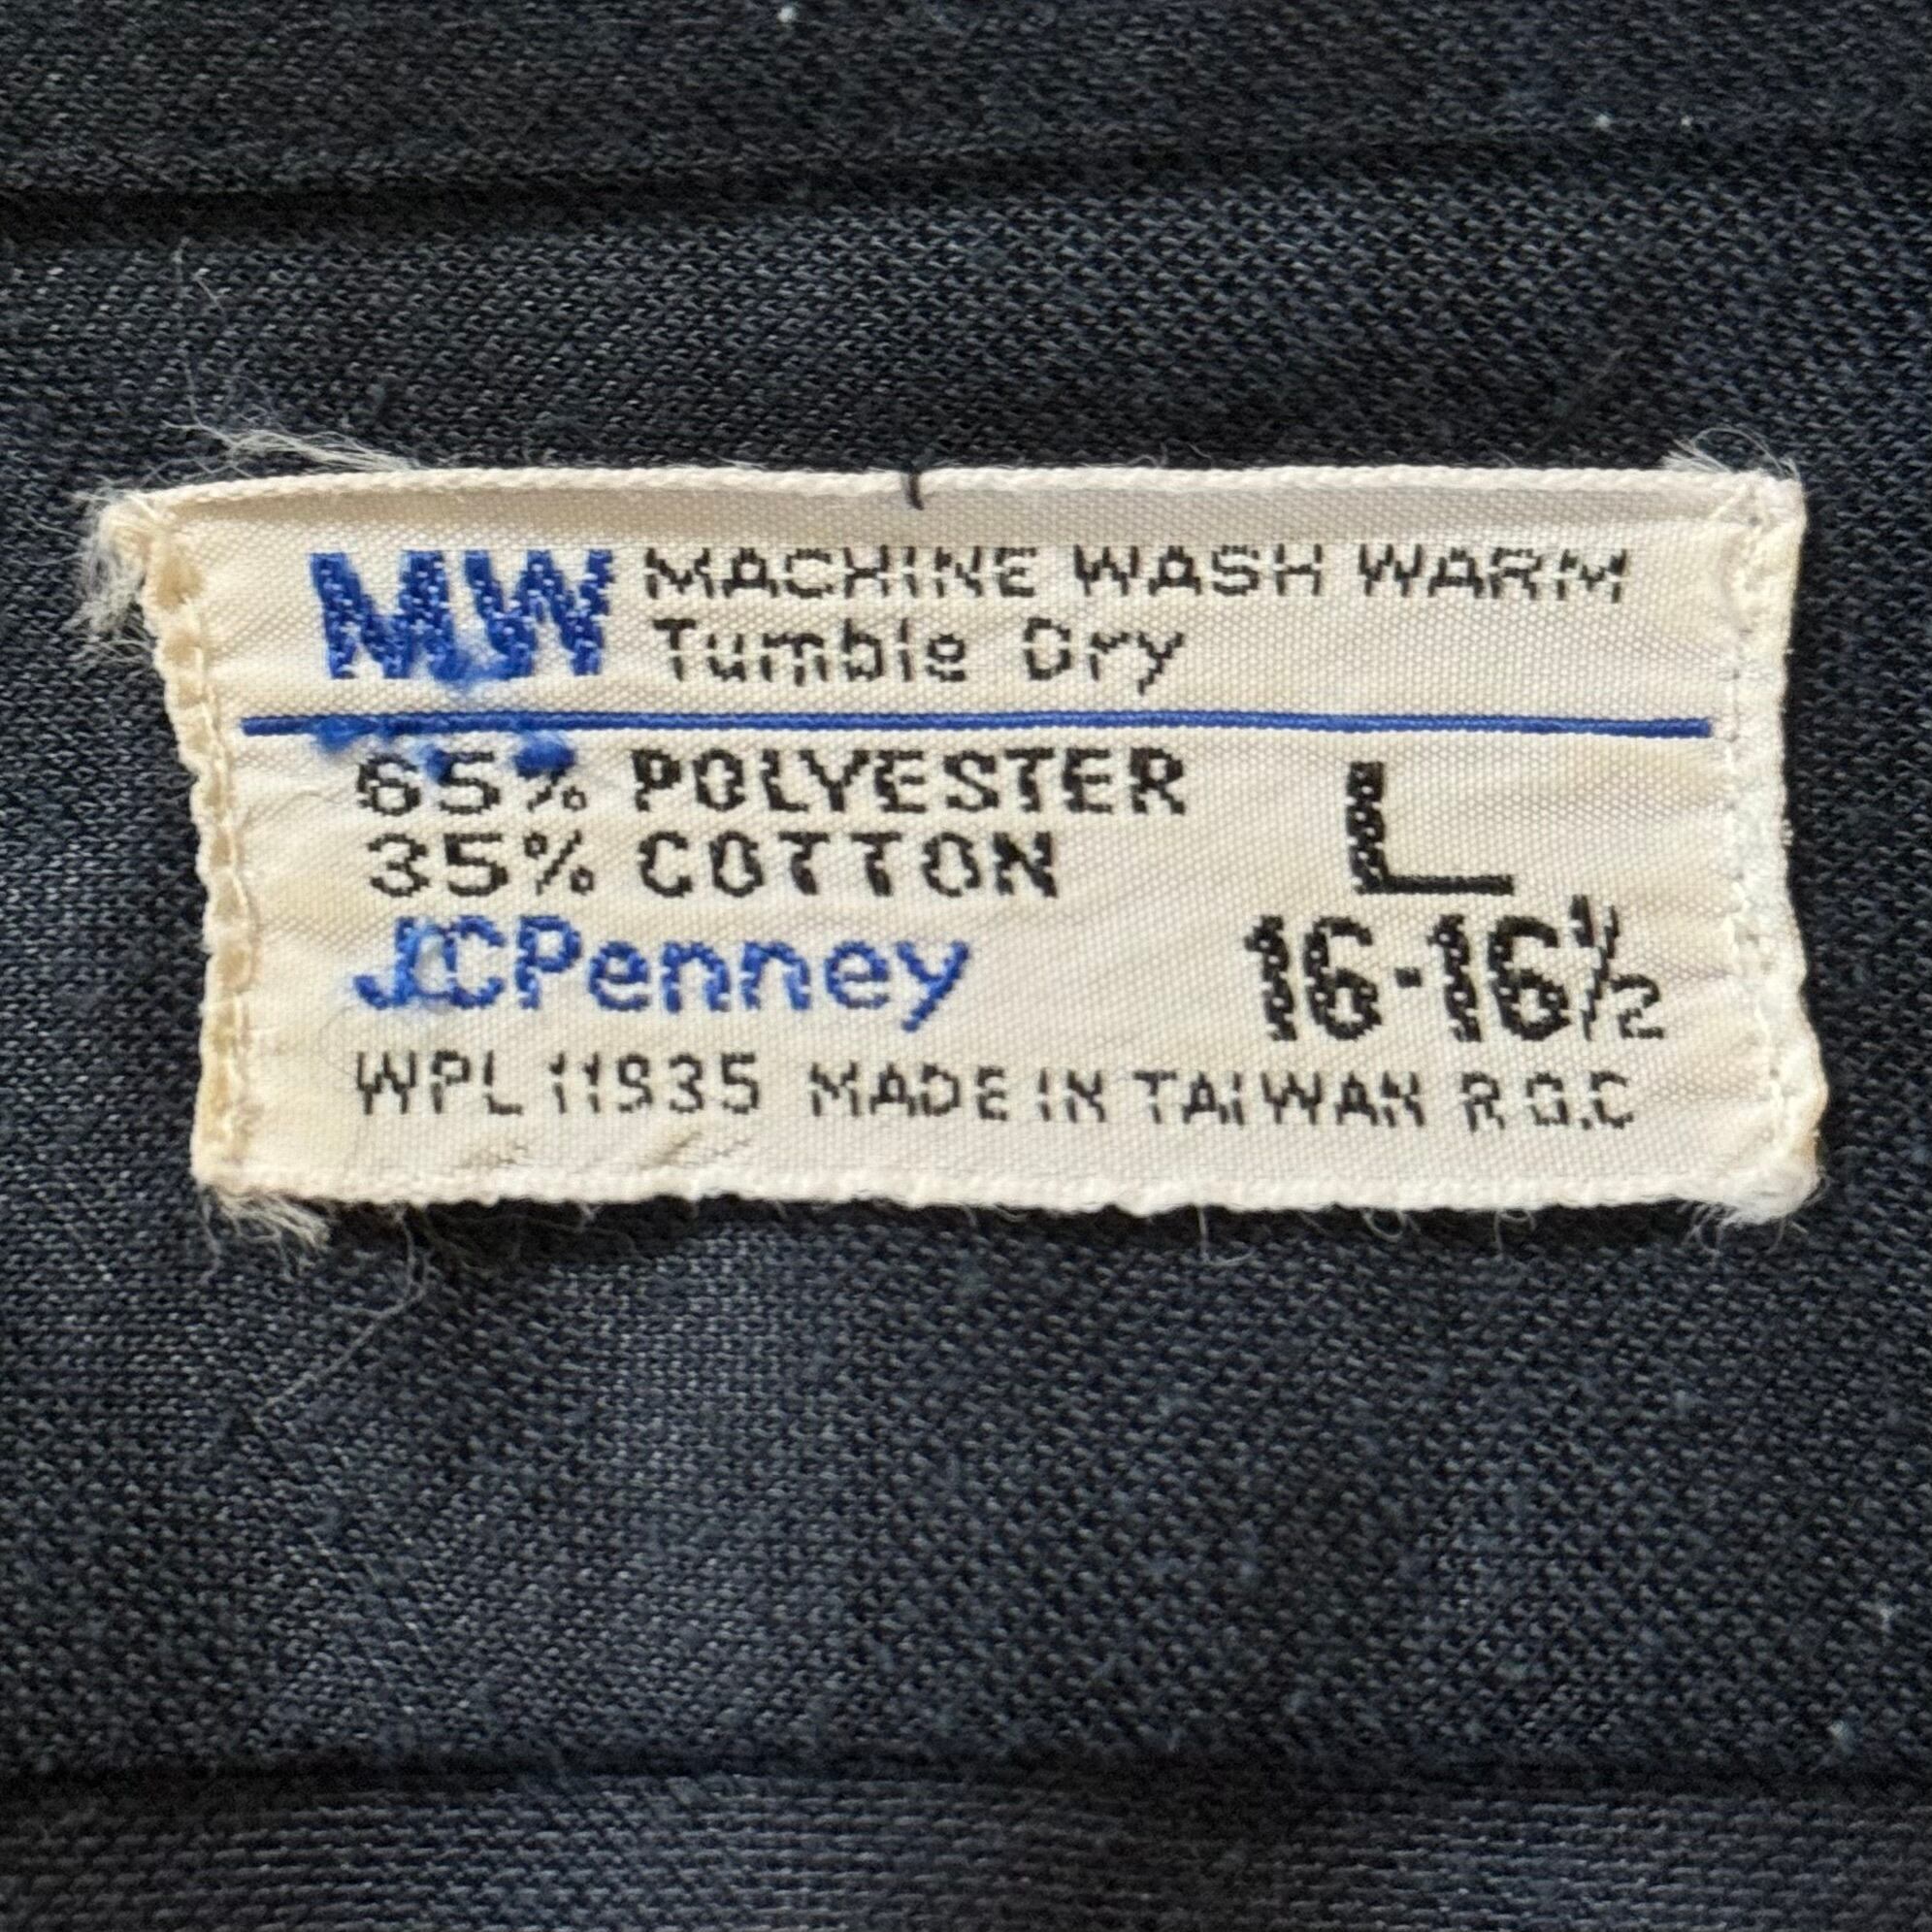 MW MACHINE WASH WARM
Tumble Dry
65% POLYESTER
35% COTTON
L
JCPenney
16-16½
WPL 11935 MADE IN TAIWAN R.O.C